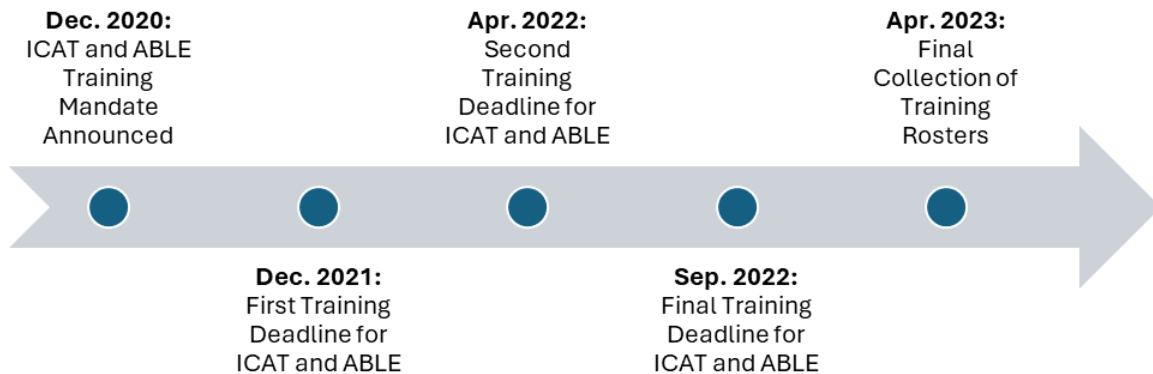 Dec. 2020:
ICAT and ABLE
Training
Mandate
Announced
Dec. 2021:
First Training
Deadline for
ICAT and ABLE
Apr. 2022:
Second
Training
Deadline for
ICAT and ABLE
Sep. 2022:
Final Training
Deadline for
ICAT and ABLE
Apr. 2023:
Final
Collection of
Training
Rosters